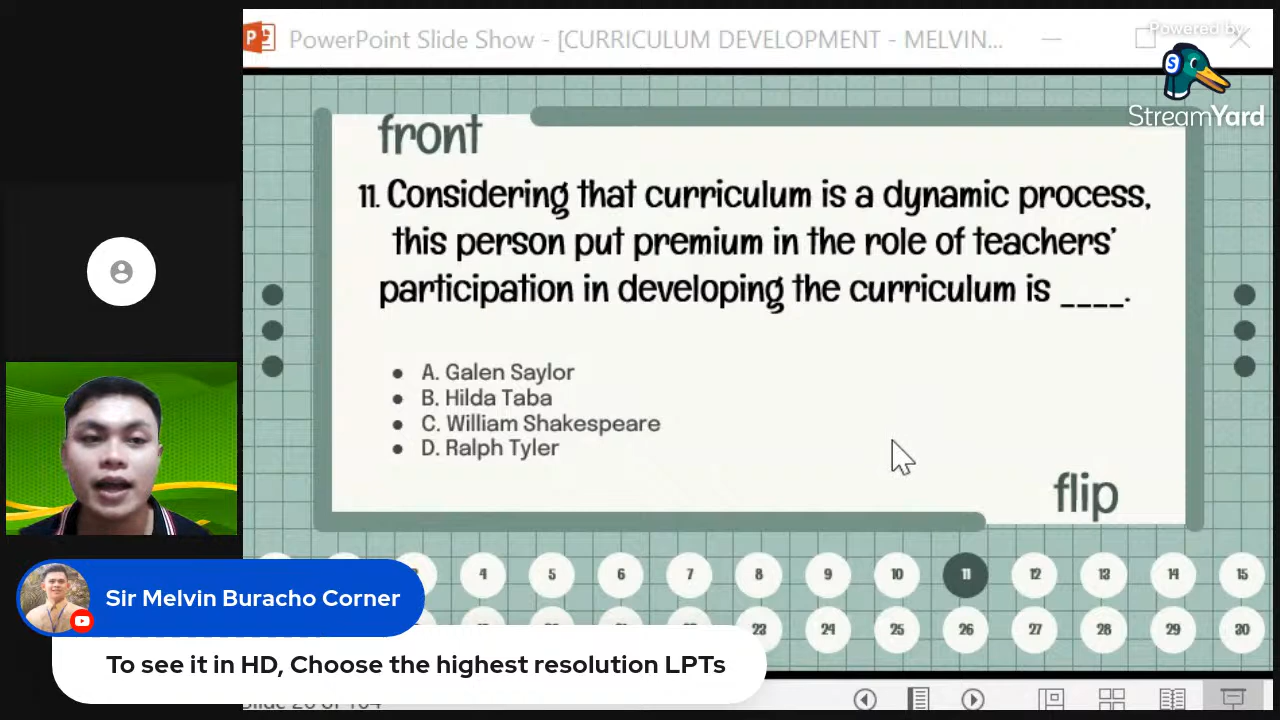 PowerPoint Slide Show - [CURRICULUM DEVELOPMENT - MELVIN...
Powered by
StreamYard
front
11. Considering that curriculum is a dynamic process,
this person put premium in the role of teachers'
participation in developing the curriculum is ____.
A. Galen Saylor
B. Hilda Taba
C. William Shakespeare
D. Ralph Tyler
flip
4 5 6 7 8 9 10 11 12 13 14 15
23 24 25 26 27 28 29 30
Sir Melvin Buracho Corner
To see it in HD, Choose the highest resolution LPTs